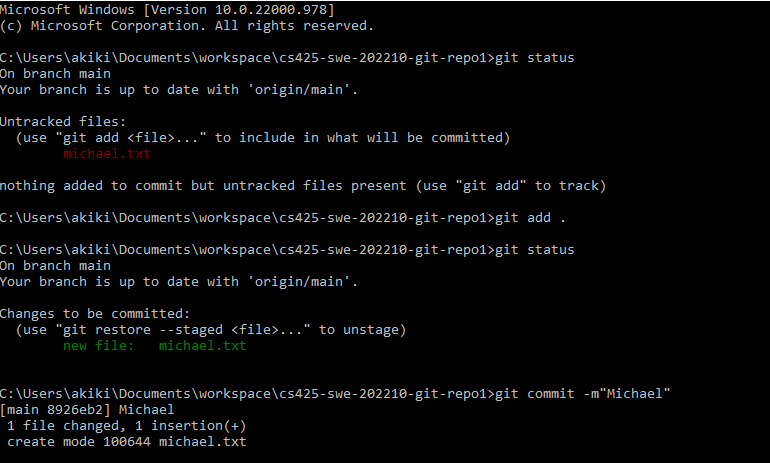 Microsoft Windows [Version 10.0.22000.978]
(c) Microsoft Corporation. All rights reserved.
C:\Users\akiki\Documents\workspace\cs425-swe-202210-git-repo1>git status
On branch main
Your branch is up to date with 'origin/main'.
Untracked files:
  (use "git add <file>..." to include in what will be committed)
        michael.txt
nothing added to commit but untracked files present (use "git add" to track)
C:\Users\akiki\Documents\workspace\cs425-swe-202210-git-repo1>git add .
C:\Users\akiki\Documents\workspace\cs425-swe-202210-git-repo1>git status
On branch main
Your branch is up to date with 'origin/main'.
Changes to be committed:
  (use "git restore --staged <file>..." to unstage)
        new file:   michael.txt
C:\Users\akiki\Documents\workspace\cs425-swe-202210-git-repo1>git commit -m"Michael"
[main 8926eb2] Michael
 1 file changed, 1 insertion(+)
 create mode 100644 michael.txt